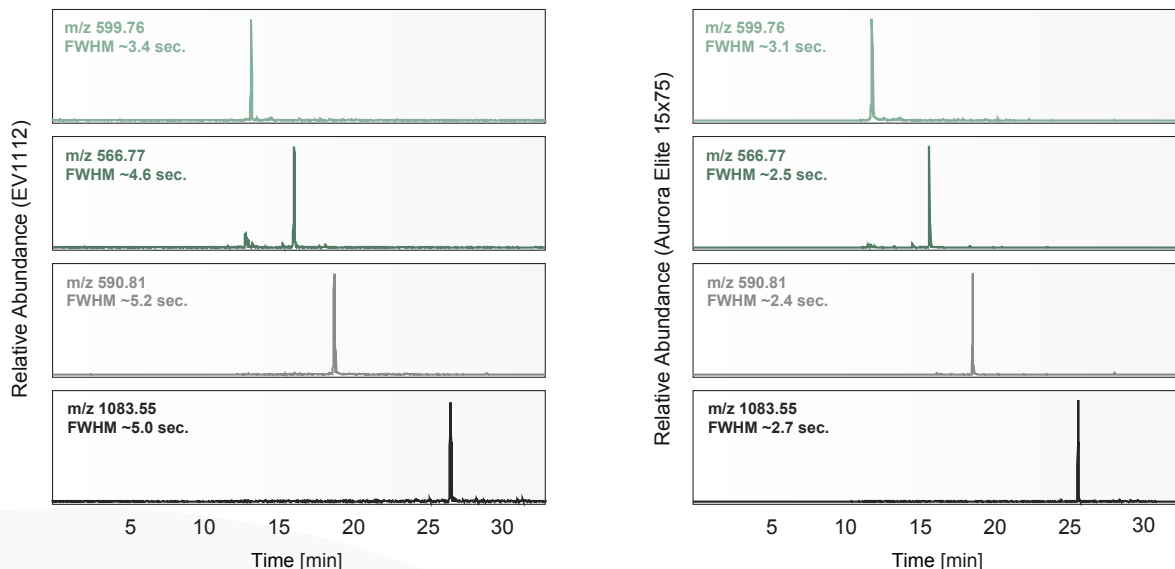 Relative Abundance (EV1112)
m/z 599.76
FWHM ~3.4 sec.
m/z 566.77
FWHM ~4.6 sec.
m/z 590.81
FWHM ~5.2 sec.
m/z 1083.55
FWHM ~5.0 sec.
5 10 15 20 25 30
Time [min]
Relative Abundance (Aurora Elite 15x75)
m/z 599.76
FWHM ~3.1 sec.
m/z 566.77
FWHM ~2.5 sec.
m/z 590.81
FWHM ~2.4 sec.
m/z 1083.55
FWHM ~2.7 sec.
5 10 15 20 25 30
Time [min]